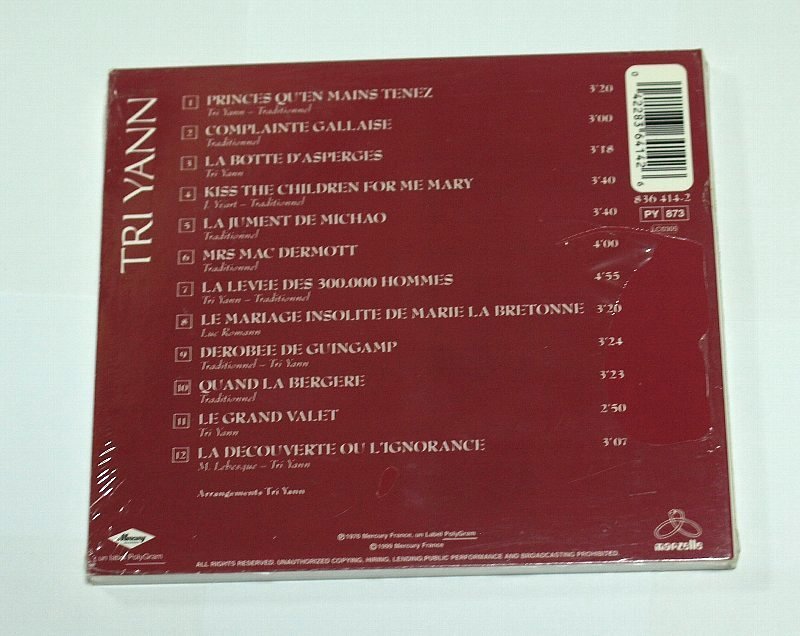 TRI YANN
1 PRINCES QU'EN MAINS TENEZ 3'20
Tri Yann - Traditionnel
2 COMPLAINTE GALLAISE 3'00
Traditionnel
3 LA BOTTE D'ASPERGES 3'18
Tri Yann
4 KISS THE CHILDREN FOR ME MARY 3'40
J. Yvart - Traditionnel
5 LA JUMENT DE MICHAO 3'40
Traditionnel
6 MRS MAC DERMOTT 4'00
Traditionnel
7 LA LEVEE DES 300.000 HOMMES 4'55
Tri Yann - Traditionnel
8 LE MARIAGE INSOLITE DE MARIE LA BRETONNE 3'20
Luc Romann
9 DEROBEE DE GUINGAMP 3'24
Traditionnel - Tri Yann
10 QUAND LA BERGERE 3'23
Traditionnel
11 LE GRAND VALET 2'50
Tri Yann
12 LA DECOUVERTE OU L'IGNORANCE 3'07
M. Lebesque - Tri Yann
Arrangements Tri Yann
0 42283 64142 6
836 414-2
PY 873
Mercury
un label PolyGram
℗ 1976 Mercury France, un Label PolyGram
© 1999 Mercury France
ALL RIGHTS RESERVED. UNAUTHORIZED COPYING, HIRING, LENDING, PUBLIC PERFORMANCE AND BROADCASTING PROHIBITED.
marzelle